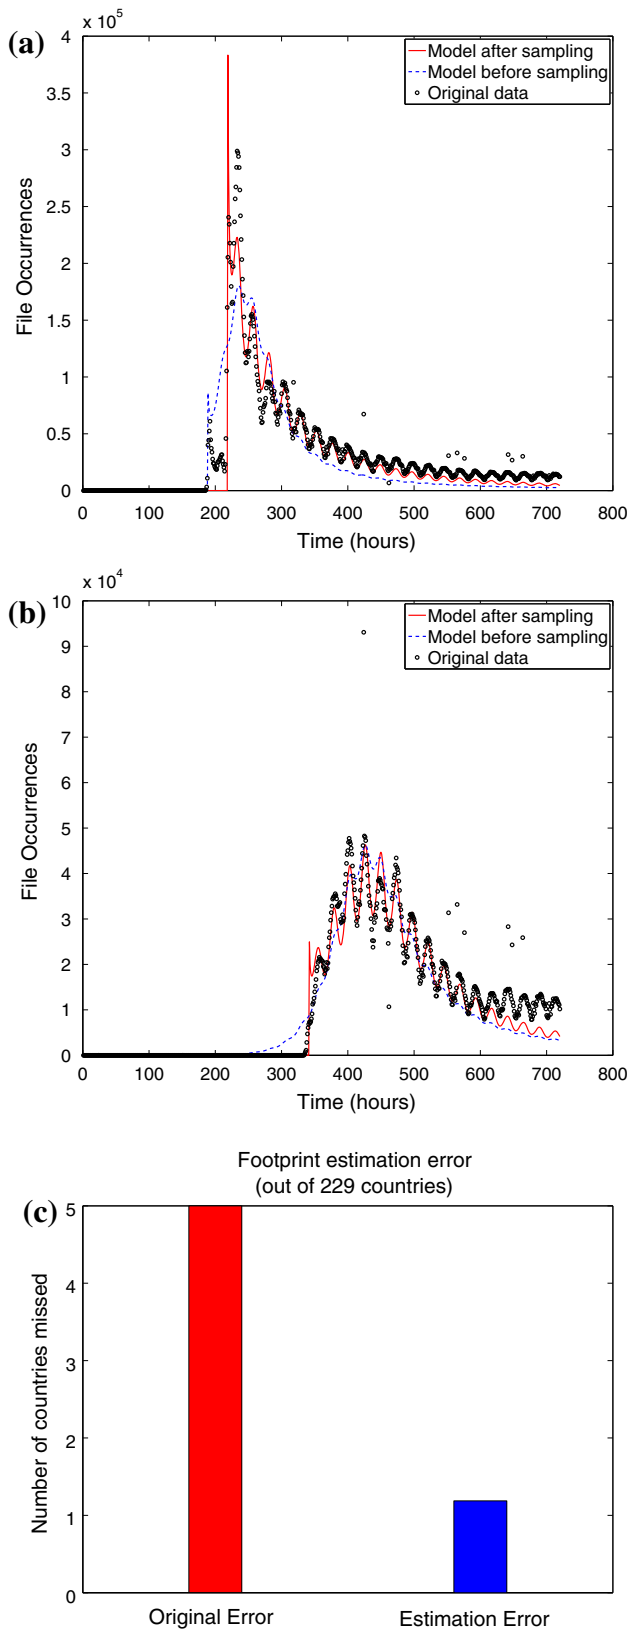 (a)
x 10^5
4
3.5
3
2.5
2
1.5
1
0.5
0
File Occurrences
Model after sampling
Model before sampling
Original data
0 100 200 300 400 500 600 700 800
Time (hours)
(b)
x 10^4
10
9
8
7
6
5
4
3
2
1
0
File Occurrences
Model after sampling
Model before sampling
Original data
0 100 200 300 400 500 600 700 800
Time (hours)
Footprint estimation error
(out of 229 countries)
(c)
5
4
3
2
1
0
Number of countries missed
Original Error Estimation Error